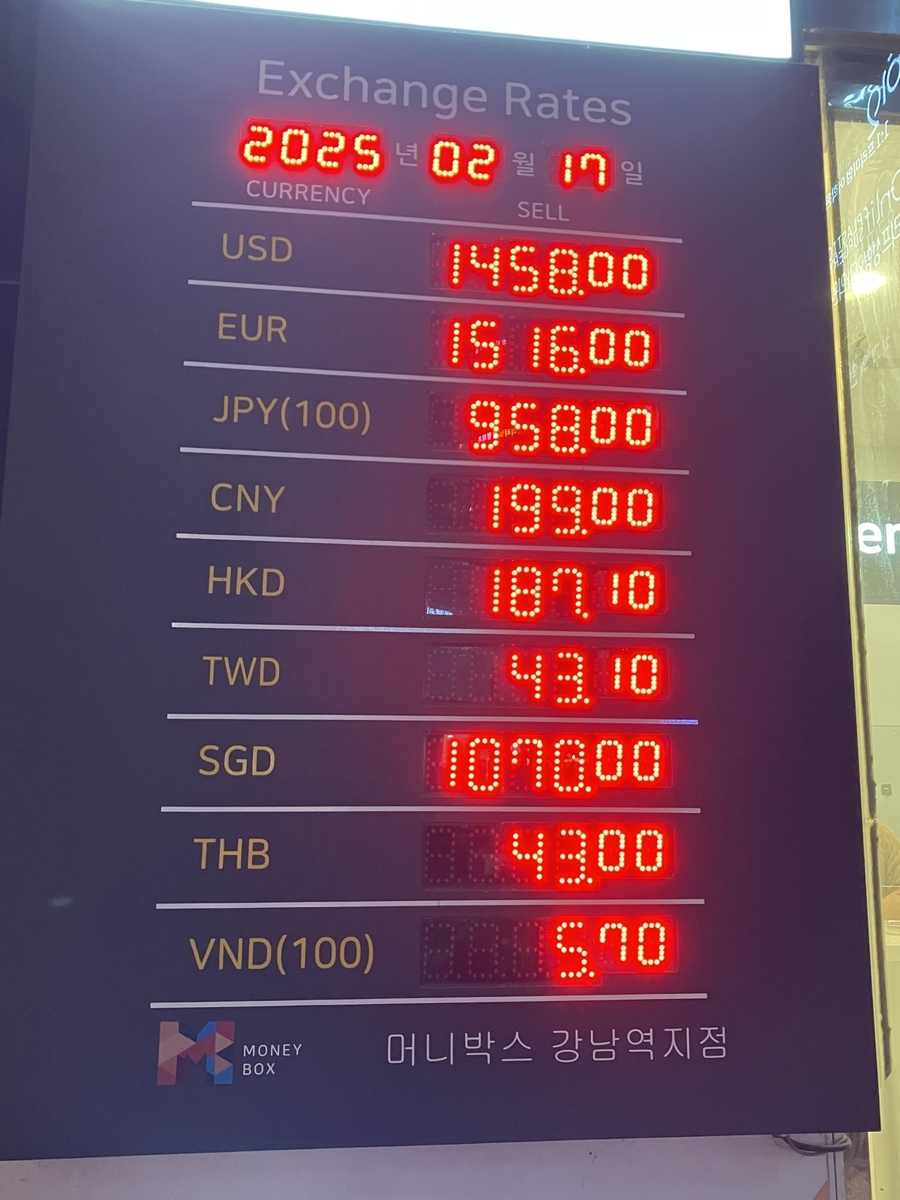 Exchange Rates
2025 년 02 월 17 일
CURRENCY SELL
USD 1458.00
EUR 1516.00
JPY(100) 958.00
CNY 199.00
HKD 187.10
TWD 43.10
SGD 1070.00
THB 43.00
VND(100) 5.70
MONEY BOX
머니박스 강남역지점
er